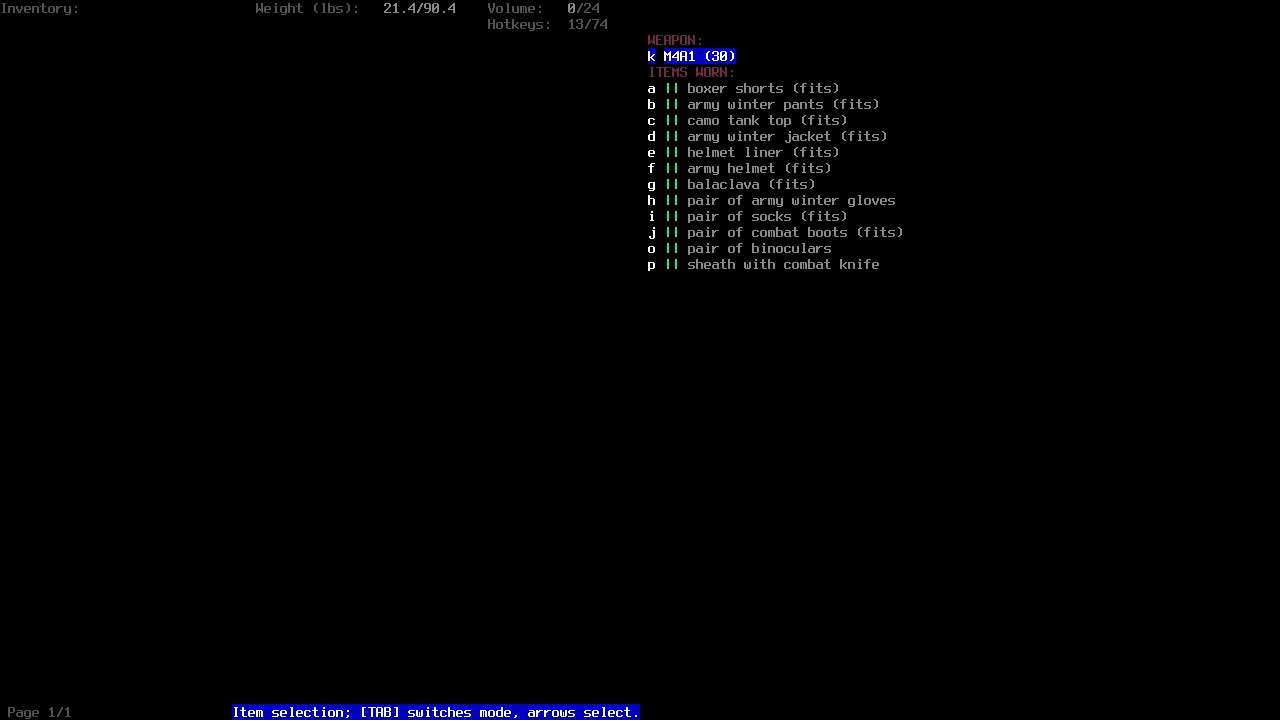 Inventory: Weight (lbs): 21.4/90.4 Volume: 0/24
Hotkeys: 13/74
WEAPON:
k M4A1 (30)
ITEMS WORN:
a || boxer shorts (fits)
b || army winter pants (fits)
c || camo tank top (fits)
d || army winter jacket (fits)
e || helmet liner (fits)
f || army helmet (fits)
g || balaclava (fits)
h || pair of army winter gloves
i || pair of socks (fits)
j || pair of combat boots (fits)
o || pair of binoculars
p || sheath with combat knife
Page 1/1 Item selection; [TAB] switches mode, arrows select.